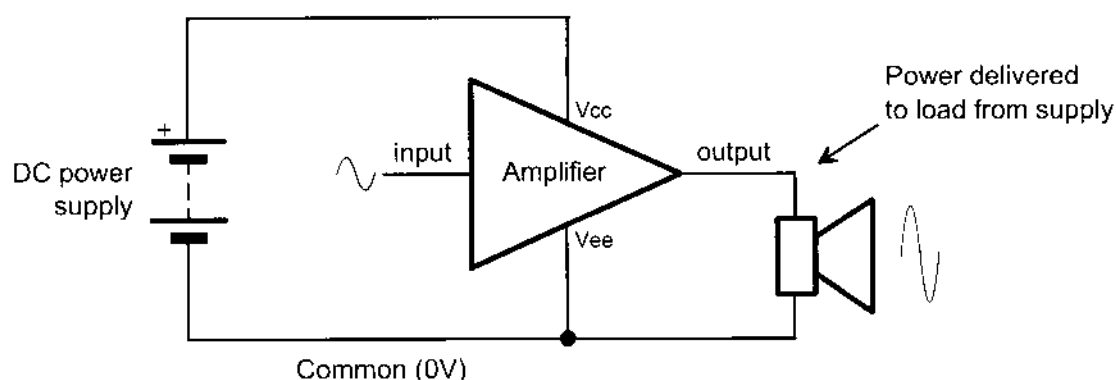 Power delivered
to load from supply
Vcc
+
input
Amplifier
output
DC power
supply
Vee
Common (0V)